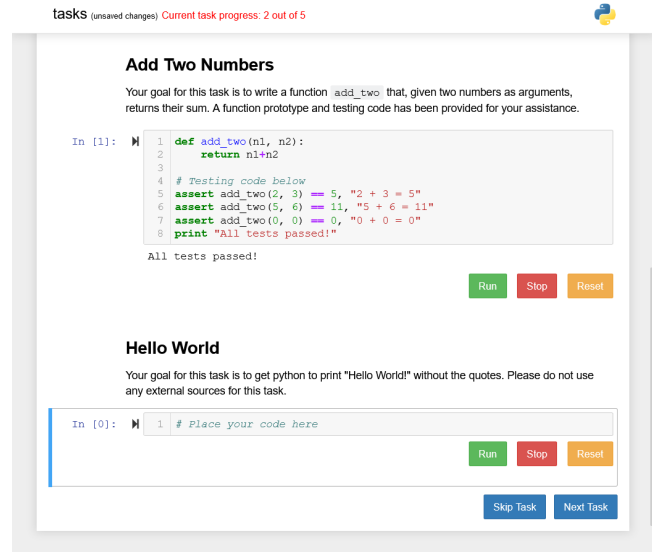 tasks (unsaved changes) Current task progress: 2 out of 5
Add Two Numbers
Your goal for this task is to write a function add_two that, given two numbers as arguments,
returns their sum. A function prototype and testing code has been provided for your assistance.
In [1]:
1 def add_two(n1, n2):
2     return n1+n2
3
4 # Testing code below
5 assert add_two(2, 3) == 5, "2 + 3 = 5"
6 assert add_two(5, 6) == 11, "5 + 6 = 11"
7 assert add_two(0, 0) == 0, "0 + 0 = 0"
8 print "All tests passed!"
All tests passed!
Run Stop Reset
Hello World
Your goal for this task is to get python to print "Hello World!" without the quotes. Please do not use
any external sources for this task.
In [0]: 1 # Place your code here
Run Stop Reset
Skip Task Next Task